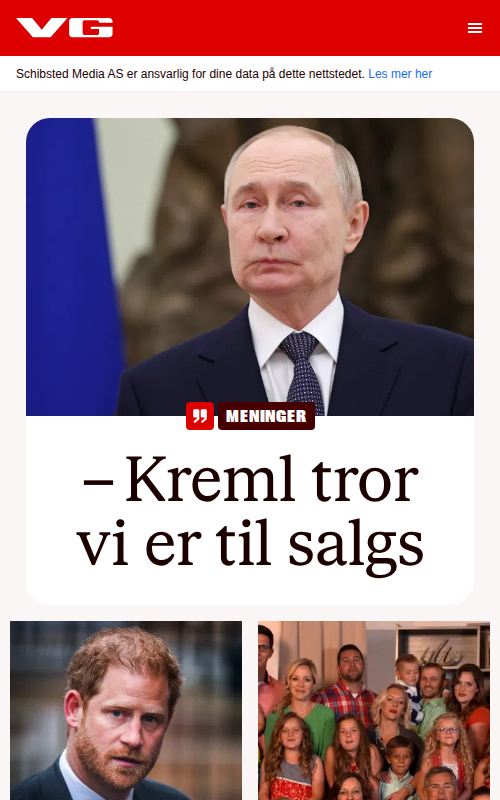 VG
Schibsted Media AS er ansvarlig for dine data på dette nettstedet. Les mer her
MENINGER
– Kreml tror
vi er til salgs